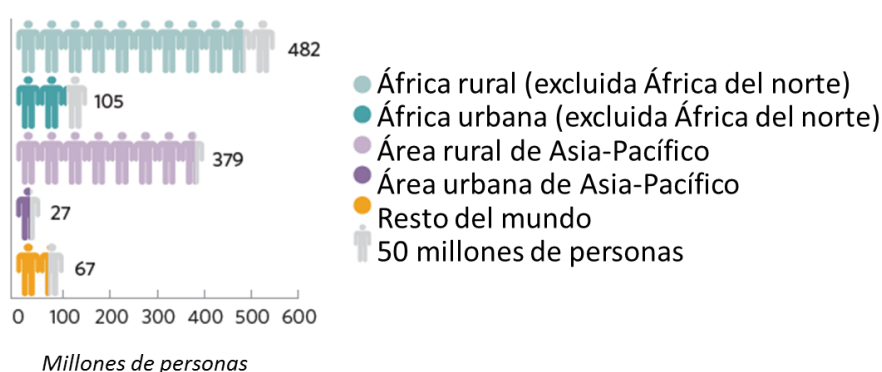 482
105
379
27
67
0 100 200 300 400 500 600
Millones de personas
África rural (excluida África del norte)
África urbana (excluida África del norte)
Área rural de Asia-Pacífico
Área urbana de Asia-Pacífico
Resto del mundo
50 millones de personas